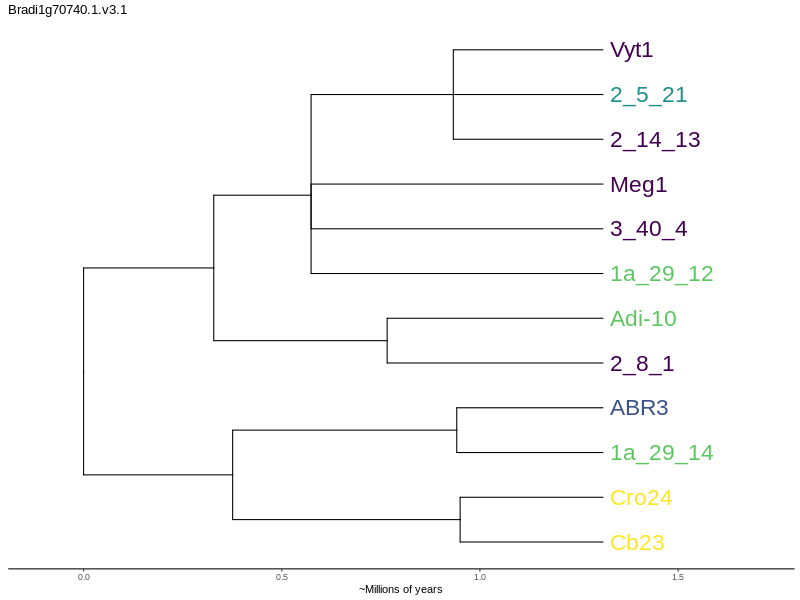 Bradi1g70740.1.v3.1
Vyt1
2_5_21
2_14_13
Meg1
3_40_4
1a_29_12
Adi-10
2_8_1
ABR3
1a_29_14
Cro24
Cb23
0.0 0.5 1.0 1.5
~Millions of years